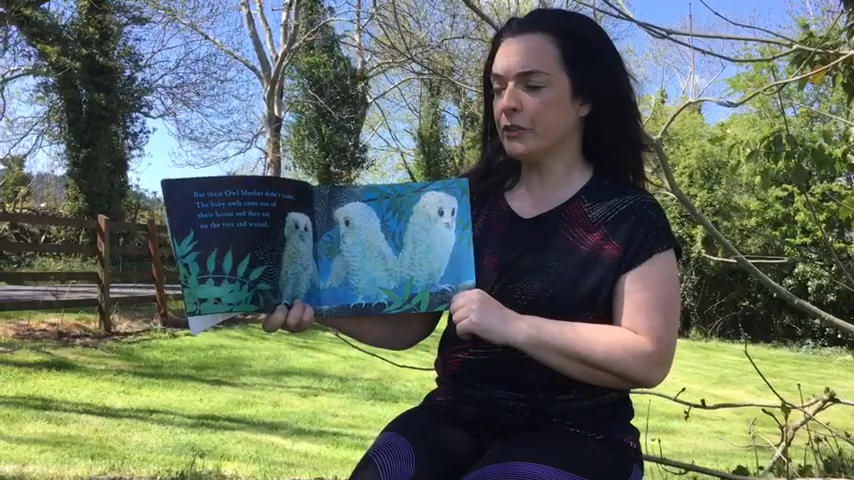 But their Owl Mother didn't come.
The baby owls came out of
their house and they sat
on the tree and waited.